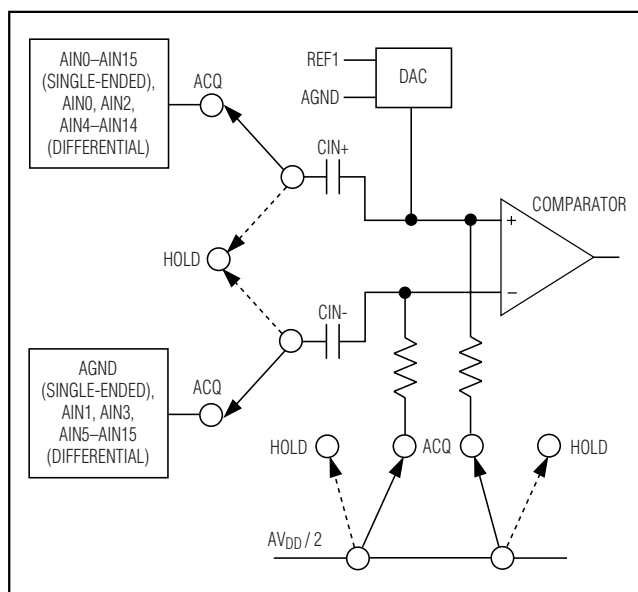 AIN0–AIN15
(SINGLE-ENDED),
AIN0, AIN2,
AIN4–AIN14
(DIFFERENTIAL)
ACQ
REF1
AGND
DAC
CIN+
COMPARATOR
+
−
HOLD
CIN-
AGND
(SINGLE-ENDED),
AIN1, AIN3,
AIN5–AIN15
(DIFFERENTIAL)
ACQ
HOLD
ACQ
HOLD
AVDD / 2